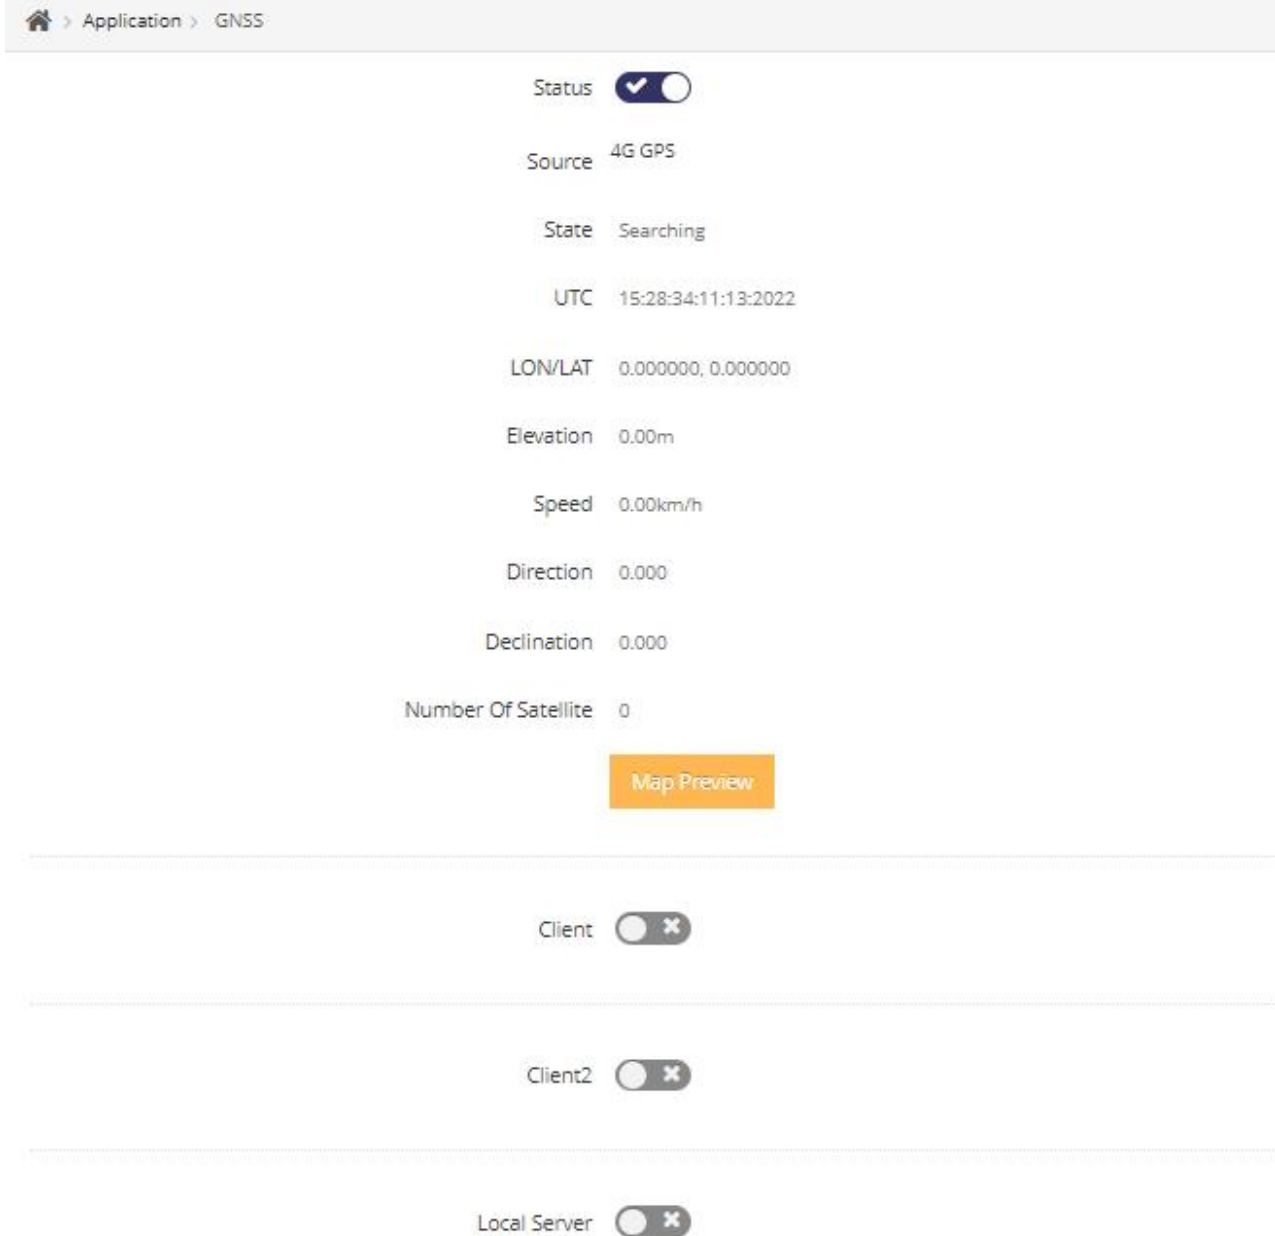 Application > GNSS
Status
Source 4G GPS
State Searching
UTC 15:28:34:11:13:2022
LON/LAT 0.000000, 0.000000
Elevation 0.00m
Speed 0.00km/h
Direction 0.000
Declination 0.000
Number Of Satellite 0
Map Preview
Client
Client2
Local Server